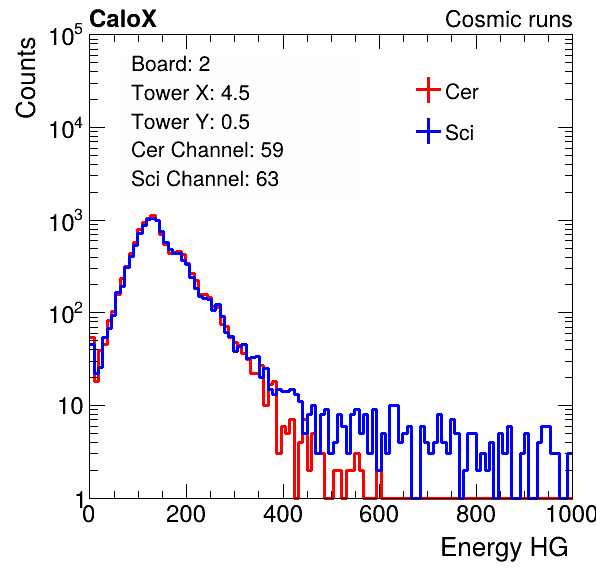 CaloX Cosmic runs
Counts
10^5
10^4
10^3
10^2
10
1
Board: 2
Tower X: 4.5
Tower Y: 0.5
Cer Channel: 59
Sci Channel: 63
Cer
Sci
0 200 400 600 800 1000
Energy HG